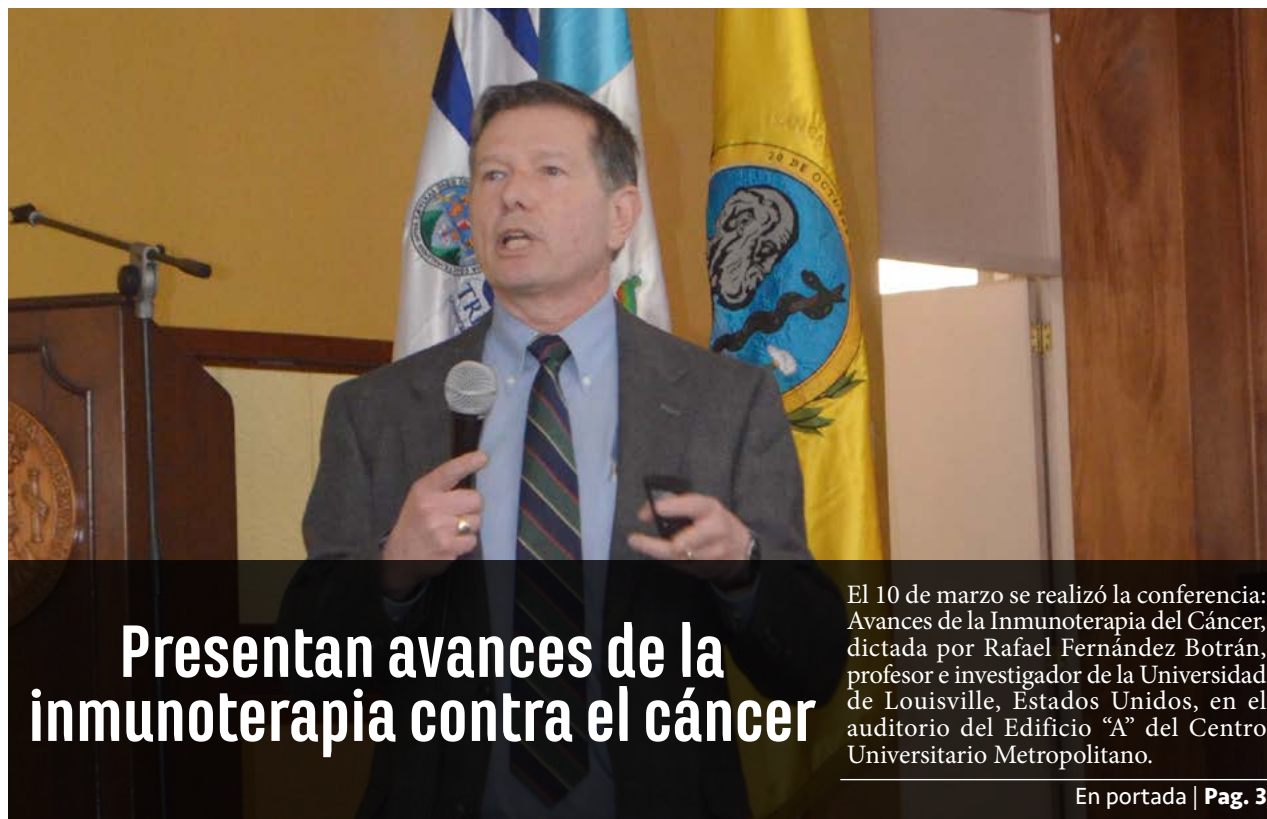 20 DE OCTUBRE
Presentan avances de la
inmunoterapia contra el cáncer
El 10 de marzo se realizó la conferencia:
Avances de la Inmunoterapia del Cáncer,
dictada por Rafael Fernández Botrán,
profesor e investigador de la Universidad
de Louisville, Estados Unidos, en el
auditorio del Edificio “A” del Centro
Universitario Metropolitano.
En portada | Pag. 3